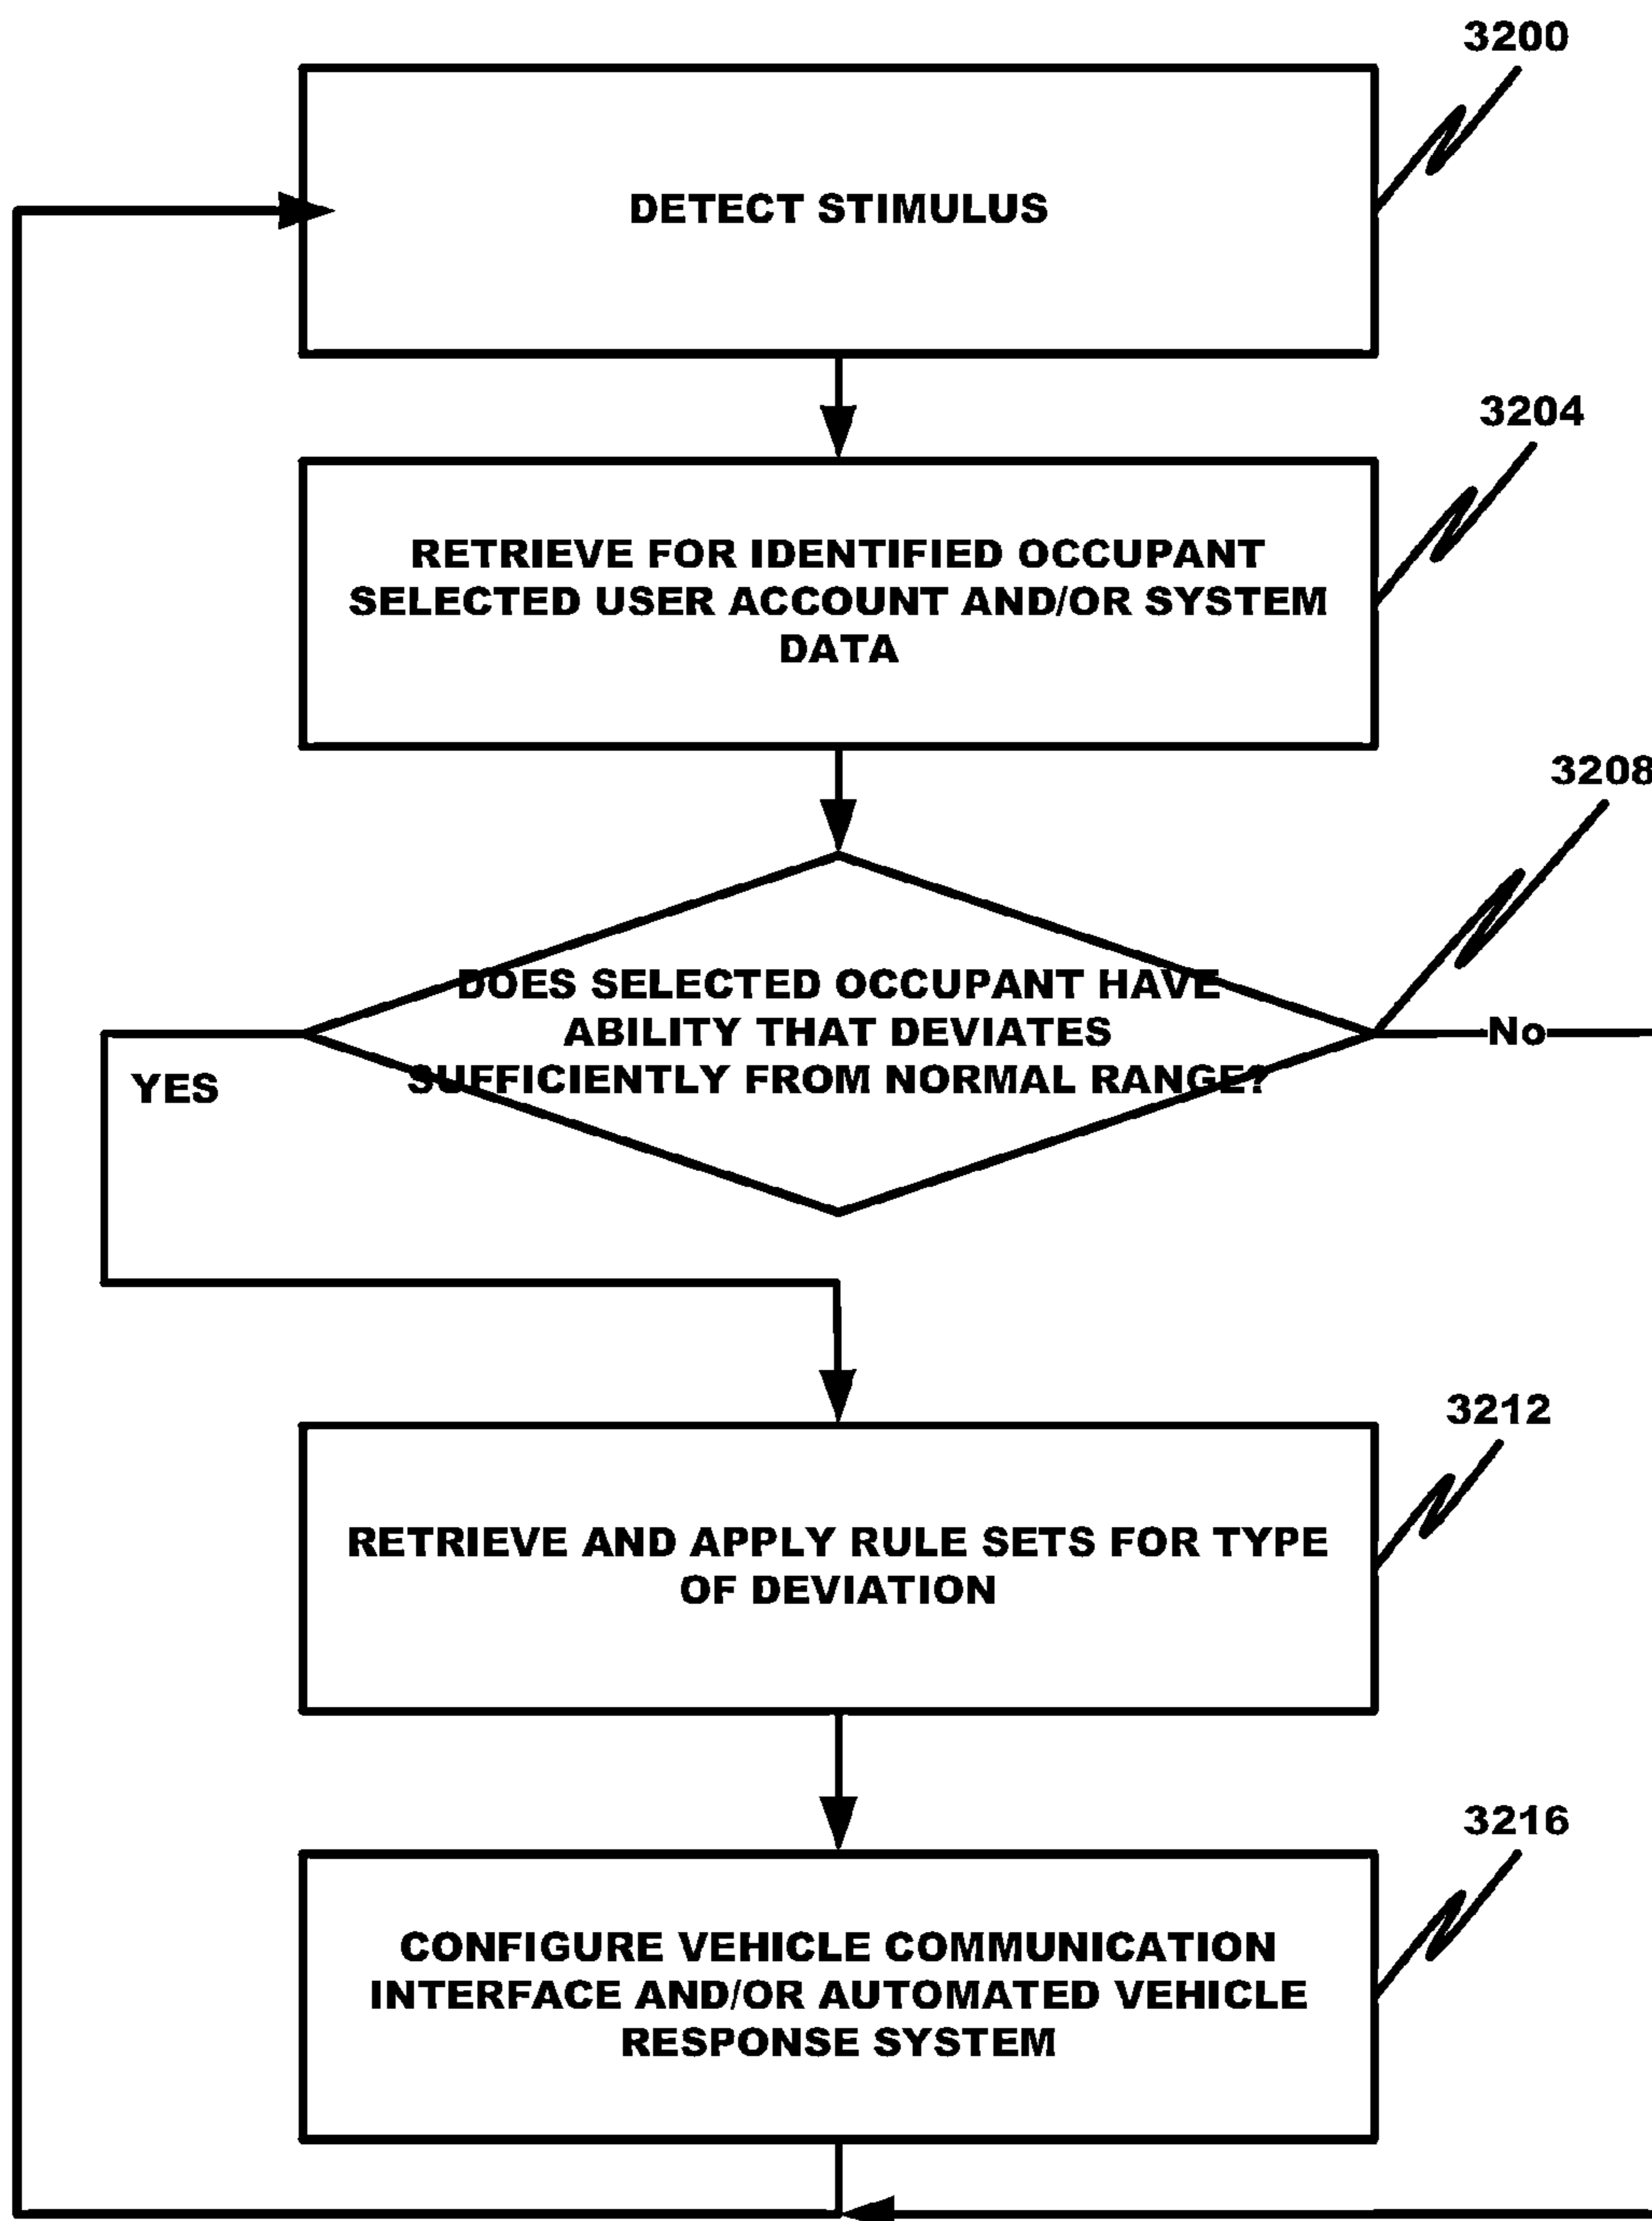 3200
DETECT STIMULUS
3204
RETRIEVE FOR IDENTIFIED OCCUPANT
SELECTED USER ACCOUNT AND/OR SYSTEM
DATA
3208
DOES SELECTED OCCUPANT HAVE
ABILITY THAT DEVIATES
SUFFICIENTLY FROM NORMAL RANGE?
No
YES
3212
RETRIEVE AND APPLY RULE SETS FOR TYPE
OF DEVIATION
3216
CONFIGURE VEHICLE COMMUNICATION
INTERFACE AND/OR AUTOMATED VEHICLE
RESPONSE SYSTEM